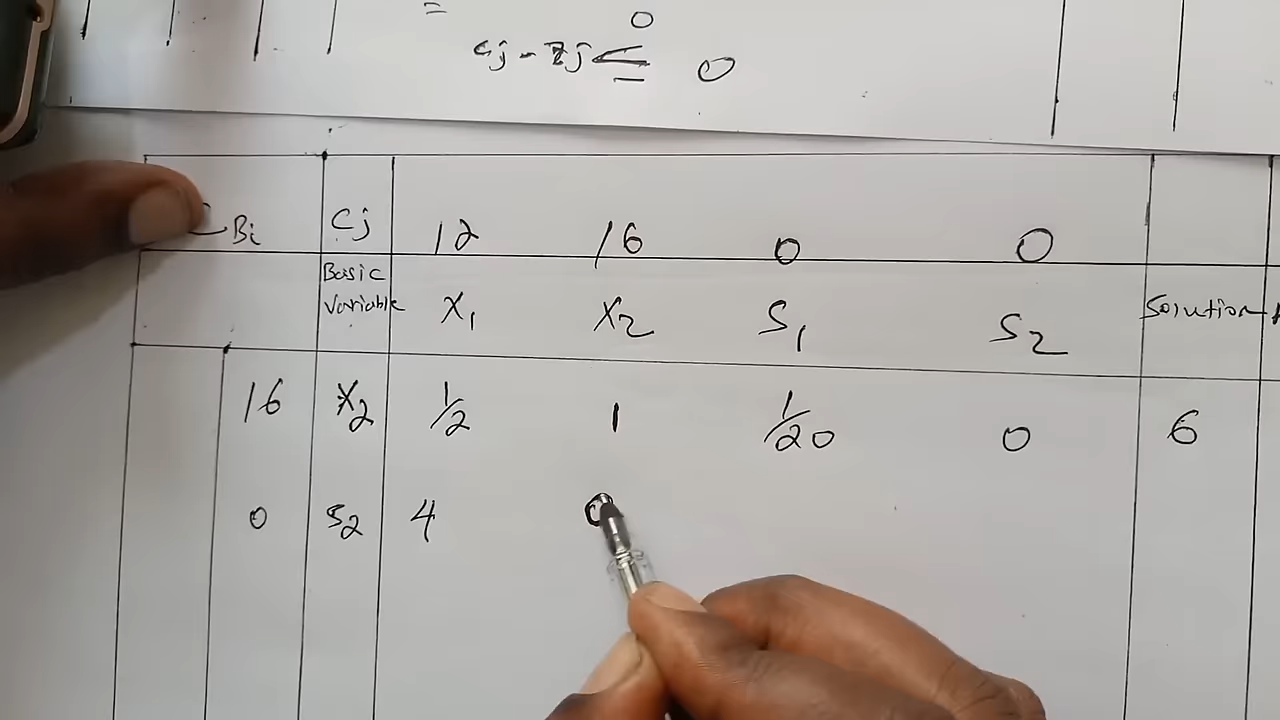 = 0
Cj - Zj ≤ 0
CBi Cj 12 16 0 0
Basic Variable X1 X2 S1 S2 Solution
16 X2 1/2 1 1/20 0 6
0 S2 4 0